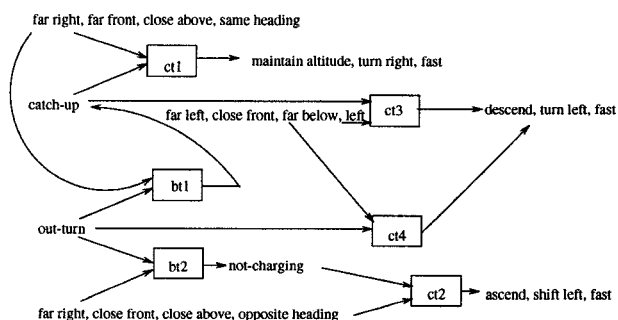 far right, far front, close above, same heading
ct1
maintain altitude, turn right, fast
catch-up
far left, close front, far below, left
ct3
descend, turn left, fast
bt1
out-turn
ct4
bt2
not-charging
ct2
ascend, shift left, fast
far right, close front, close above, opposite heading